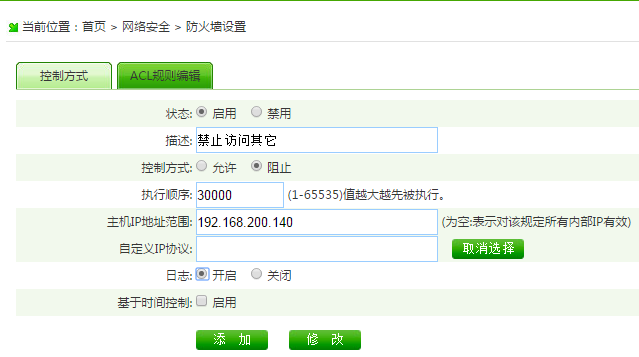 当前位置：首页 > 网络安全 > 防火墙设置
控制方式 ACL规则编辑
状态: 启用 禁用
描述: 禁止访问其它
控制方式: 允许 阻止
执行顺序: 30000 (1-65535)值越大越先被执行。
主机IP地址范围: 192.168.200.140 (为空:表示对该规定所有内部IP有效)
自定义IP协议: 取消选择
日志: 开启 关闭
基于时间控制: 启用
添 加 修 改